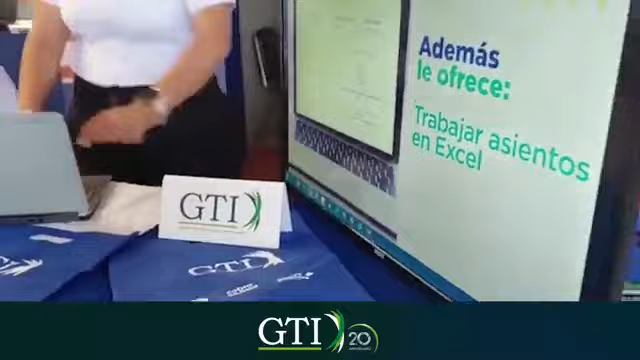 Además
le ofrece:
Trabajar asientos
en Excel
GTI
GTI
GTI
20